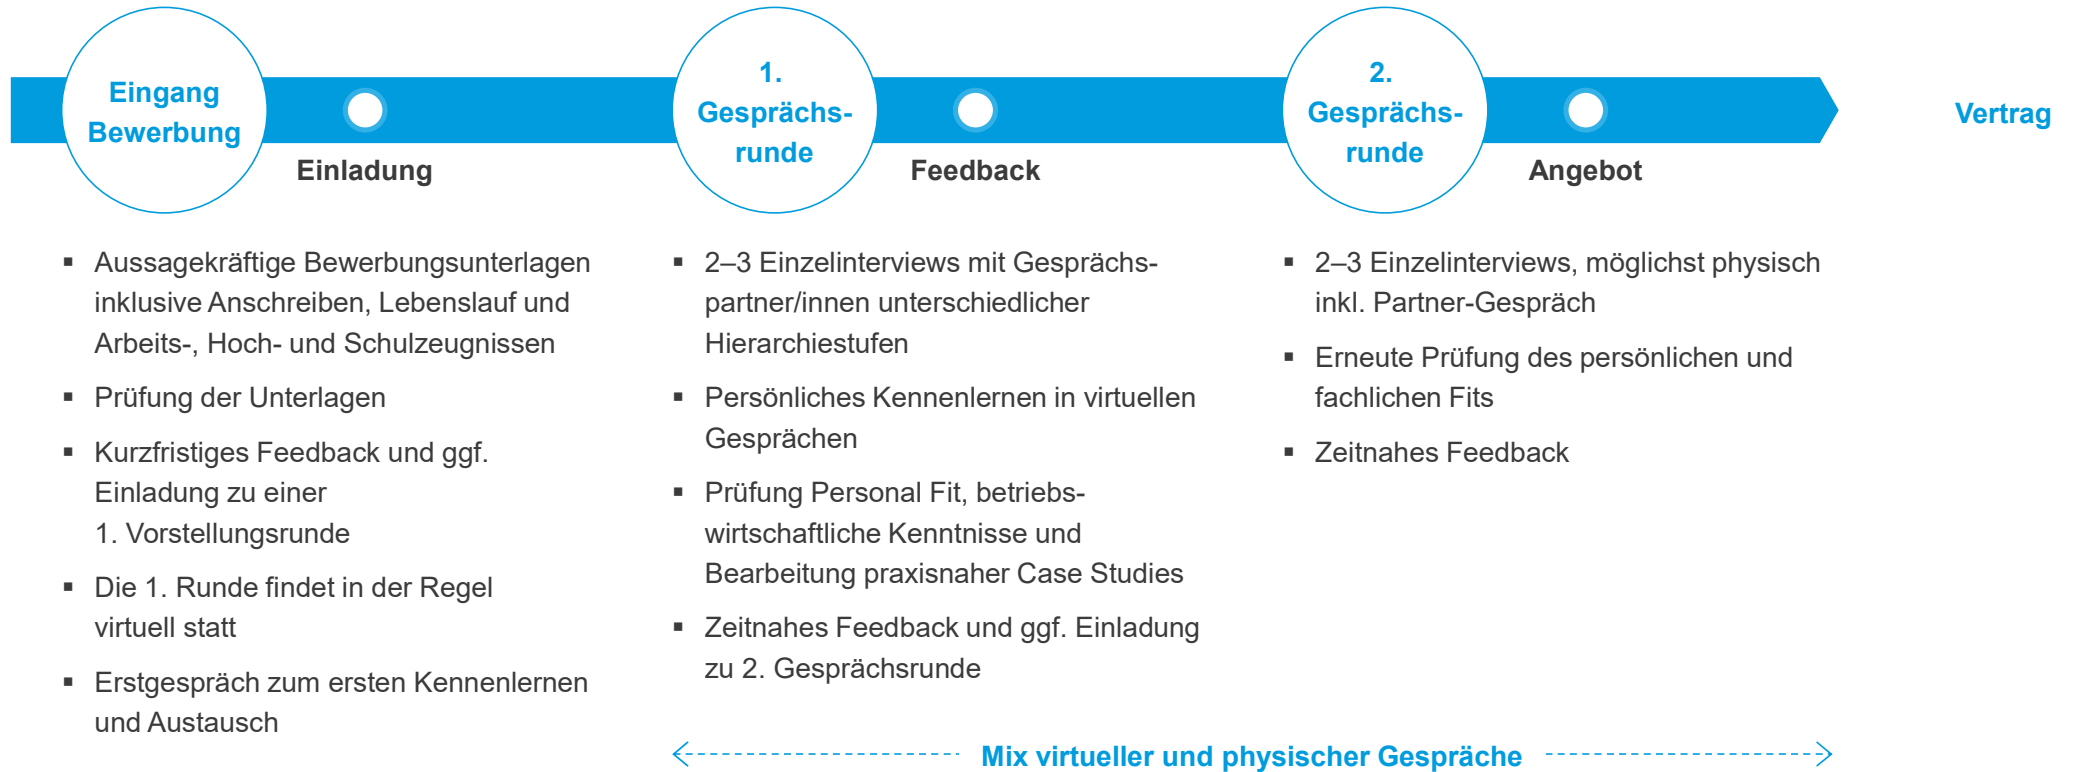 Eingang
Bewerbung
Einladung
1.
Gesprächs-
runde
Feedback
2.
Gesprächs-
runde
Angebot
Vertrag
▪ Aussagekräftige Bewerbungsunterlagen
inklusive Anschreiben, Lebenslauf und
Arbeits-, Hoch- und Schulzeugnissen
▪ Prüfung der Unterlagen
▪ Kurzfristiges Feedback und ggf.
Einladung zu einer
1. Vorstellungsrunde
▪ Die 1. Runde findet in der Regel
virtuell statt
▪ Erstgespräch zum ersten Kennenlernen
und Austausch
▪ 2–3 Einzelinterviews mit Gesprächs-
partner/innen unterschiedlicher
Hierarchiestufen
▪ Persönliches Kennenlernen in virtuellen
Gesprächen
▪ Prüfung Personal Fit, betriebs-
wirtschaftliche Kenntnisse und
Bearbeitung praxisnaher Case Studies
▪ Zeitnahes Feedback und ggf. Einladung
zu 2. Gesprächsrunde
▪ 2–3 Einzelinterviews, möglichst physisch
inkl. Partner-Gespräch
▪ Erneute Prüfung des persönlichen und
fachlichen Fits
▪ Zeitnahes Feedback
Mix virtueller und physischer Gespräche